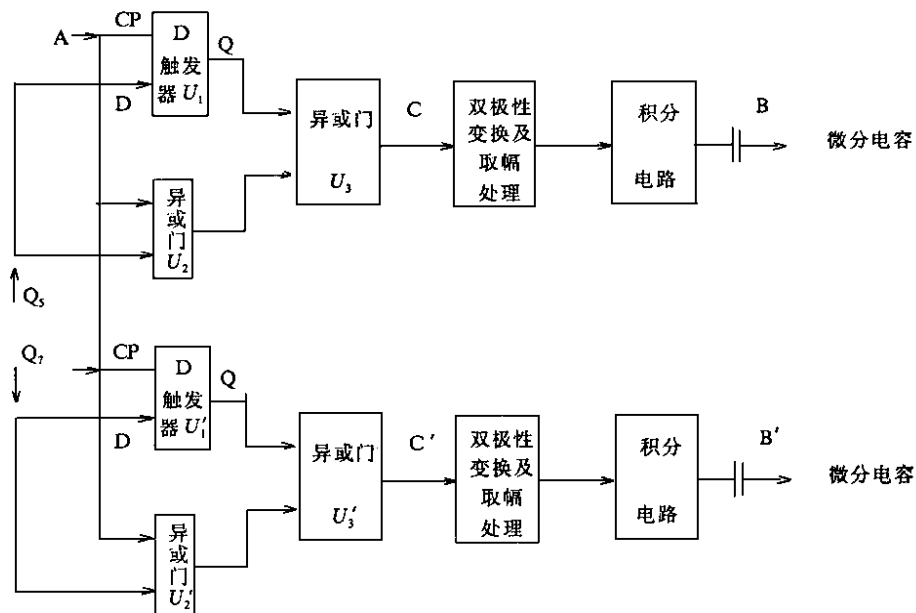 A
CP
D
触发
器 U₁
Q
D
异
或
门
U₂
异或门
U₃
C
双极性
变换及
取幅
处理
积分
电路
B
微分电容
Q₅
Q₇
CP
D
触发
器 U₁′
Q
D
异
或
门
U₂′
异或门
U₃′
C′
双极性
变换及
取幅
处理
积分
电路
B′
微分电容